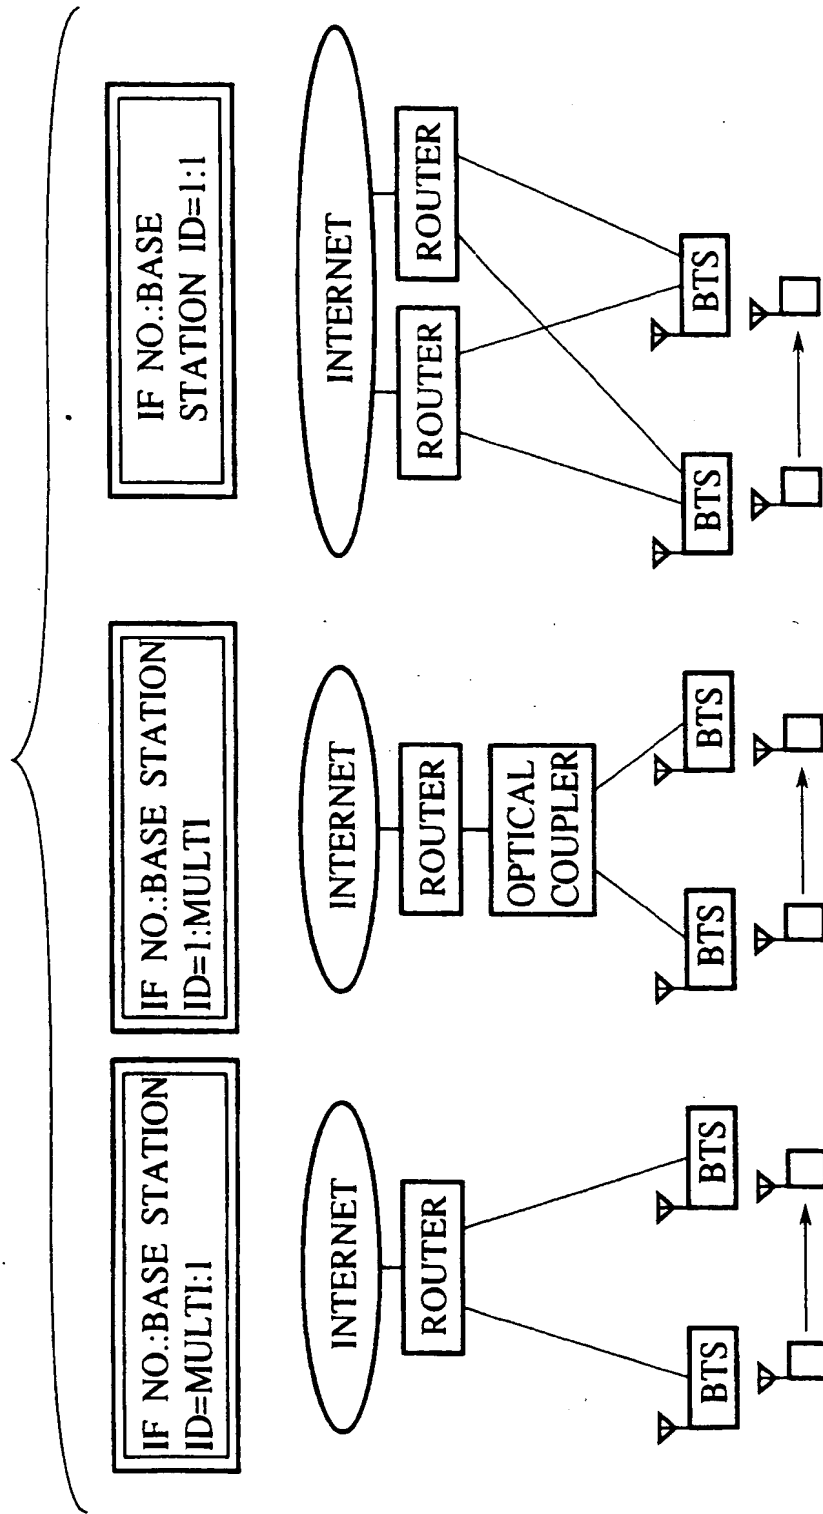 IF NO.:BASE STATION
ID=MULTI:1
INTERNET
ROUTER
BTS
BTS
IF NO.:BASE STATION
ID=1:MULTI
INTERNET
ROUTER
OPTICAL
COUPLER
BTS
BTS
IF NO.:BASE
STATION ID=1:1
INTERNET
ROUTER
ROUTER
BTS
BTS